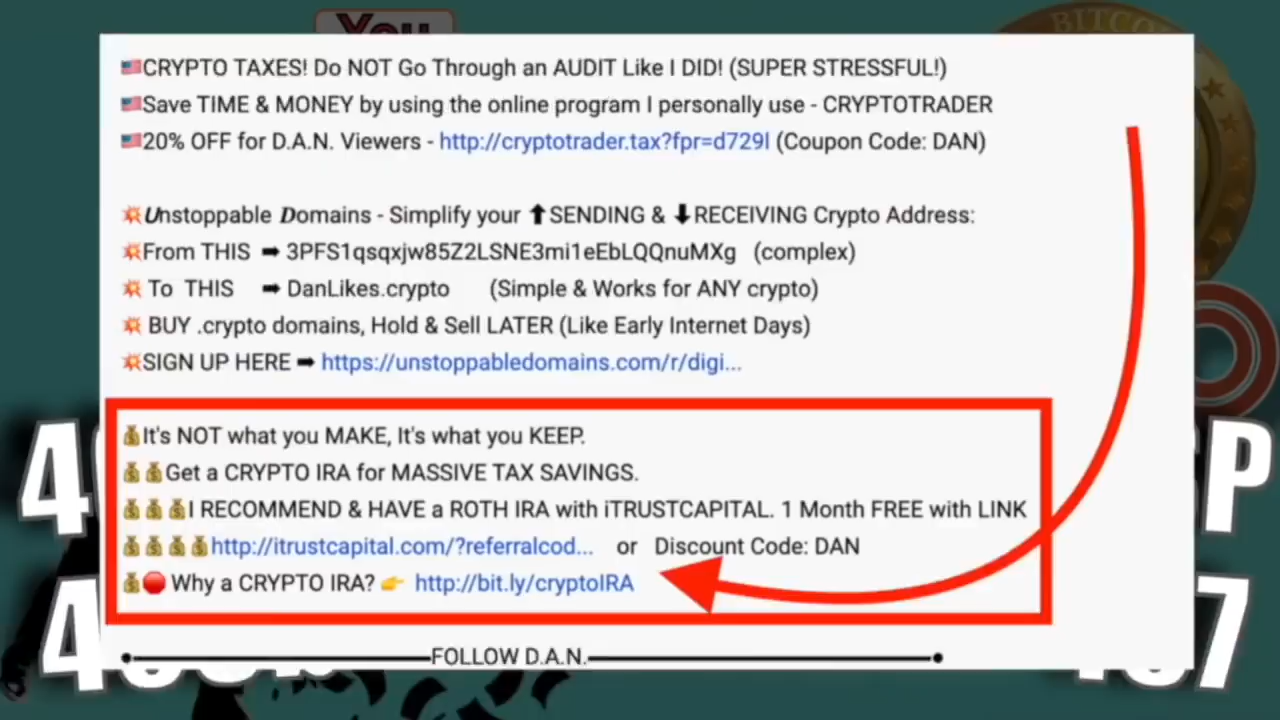 You
BITCO
🇺🇸CRYPTO TAXES! Do NOT Go Through an AUDIT Like I DID! (SUPER STRESSFUL!)
🇺🇸Save TIME & MONEY by using the online program I personally use - CRYPTOTRADER
🇺🇸20% OFF for D.A.N. Viewers - http://cryptotrader.tax?fpr=d729l (Coupon Code: DAN)
💥Unstoppable Domains - Simplify your ⬆SENDING & ⬇RECEIVING Crypto Address:
💥From THIS ➡ 3PFS1qsqxjw85Z2LSNE3mi1eEbLQQnuMXg (complex)
💥 To THIS ➡ DanLikes.crypto (Simple & Works for ANY crypto)
💥 BUY .crypto domains, Hold & Sell LATER (Like Early Internet Days)
💥SIGN UP HERE ➡ https://unstoppabledomains.com/r/digi...
💰It's NOT what you MAKE, It's what you KEEP.
💰💰Get a CRYPTO IRA for MASSIVE TAX SAVINGS.
💰💰💰I RECOMMEND & HAVE a ROTH IRA with iTRUSTCAPITAL. 1 Month FREE with LINK
💰💰💰💰http://itrustcapital.com/?referralcod... or Discount Code: DAN
💰🛑 Why a CRYPTO IRA? 👉 http://bit.ly/cryptoIRA
FOLLOW D.A.N.